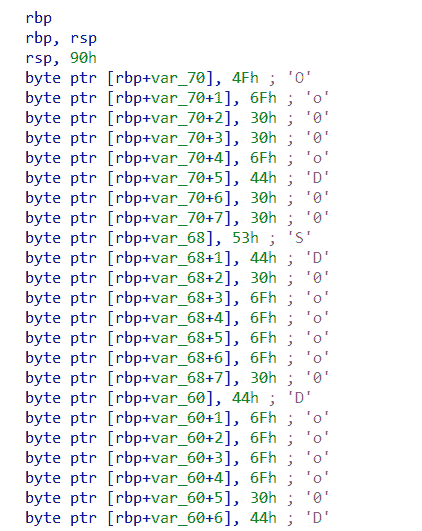 rbp
rbp, rsp
rsp, 90h
byte ptr [rbp+var_70], 4Fh ; 'O'
byte ptr [rbp+var_70+1], 6Fh ; 'o'
byte ptr [rbp+var_70+2], 30h ; '0'
byte ptr [rbp+var_70+3], 30h ; '0'
byte ptr [rbp+var_70+4], 6Fh ; 'o'
byte ptr [rbp+var_70+5], 44h ; 'D'
byte ptr [rbp+var_70+6], 30h ; '0'
byte ptr [rbp+var_70+7], 30h ; '0'
byte ptr [rbp+var_68], 53h ; 'S'
byte ptr [rbp+var_68+1], 44h ; 'D'
byte ptr [rbp+var_68+2], 30h ; '0'
byte ptr [rbp+var_68+3], 6Fh ; 'o'
byte ptr [rbp+var_68+4], 6Fh ; 'o'
byte ptr [rbp+var_68+5], 6Fh ; 'o'
byte ptr [rbp+var_68+6], 6Fh ; 'o'
byte ptr [rbp+var_68+7], 30h ; '0'
byte ptr [rbp+var_60], 44h ; 'D'
byte ptr [rbp+var_60+1], 6Fh ; 'o'
byte ptr [rbp+var_60+2], 6Fh ; 'o'
byte ptr [rbp+var_60+3], 6Fh ; 'o'
byte ptr [rbp+var_60+4], 6Fh ; 'o'
byte ptr [rbp+var_60+5], 30h ; '0'
byte ptr [rbp+var_60+6], 44h ; 'D'